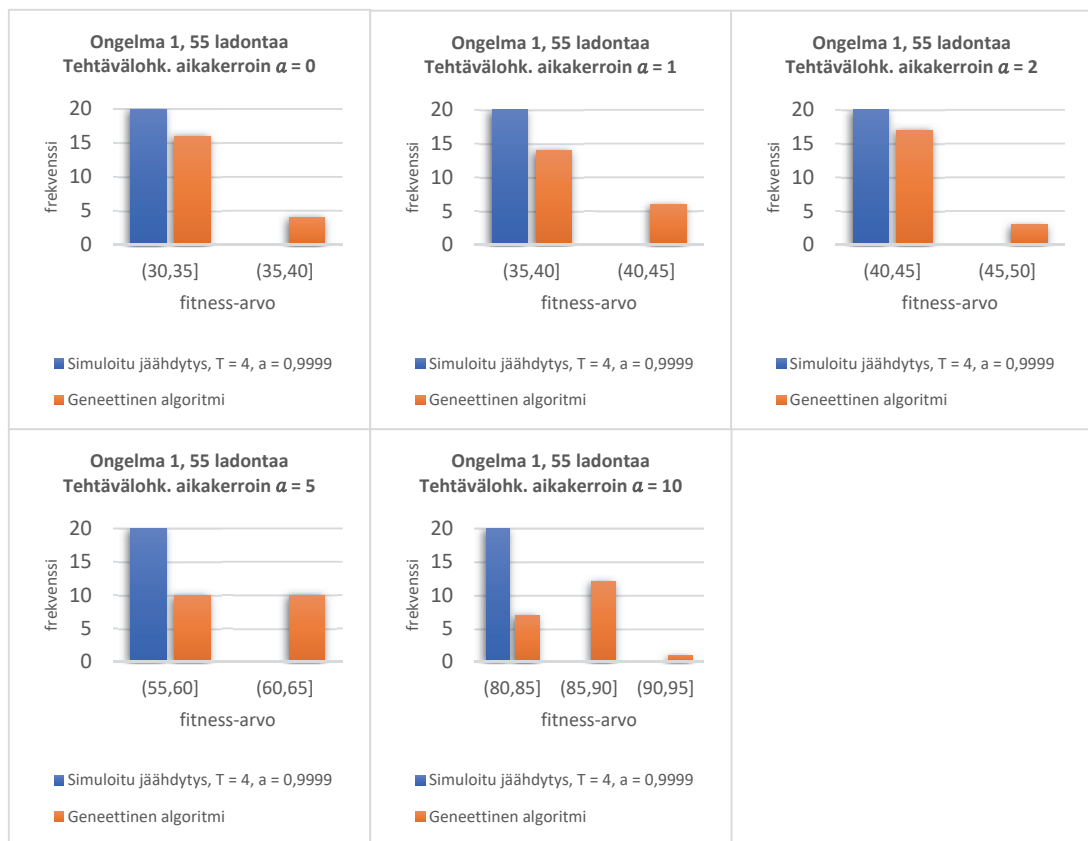 Ongelma 1, 55 ladontaa
Tehtävälohk. aikakerroin a = 0
frekvenssi
20
15
10
5
0
(30,35] (35,40]
fitness-arvo
Simuloitu jäähdytys, T = 4, a = 0,9999
Geneettinen algoritmi
Ongelma 1, 55 ladontaa
Tehtävälohk. aikakerroin a = 1
frekvenssi
20
15
10
5
0
(35,40] (40,45]
fitness-arvo
Simuloitu jäähdytys, T = 4, a = 0,9999
Geneettinen algoritmi
Ongelma 1, 55 ladontaa
Tehtävälohk. aikakerroin a = 2
frekvenssi
20
15
10
5
0
(40,45] (45,50]
fitness-arvo
Simuloitu jäähdytys, T = 4, a = 0,9999
Geneettinen algoritmi
Ongelma 1, 55 ladontaa
Tehtävälohk. aikakerroin a = 5
frekvenssi
20
15
10
5
0
(55,60] (60,65]
fitness-arvo
Simuloitu jäähdytys, T = 4, a = 0,9999
Geneettinen algoritmi
Ongelma 1, 55 ladontaa
Tehtävälohk. aikakerroin a = 10
frekvenssi
20
15
10
5
0
(80,85] (85,90] (90,95]
fitness-arvo
Simuloitu jäähdytys, T = 4, a = 0,9999
Geneettinen algoritmi